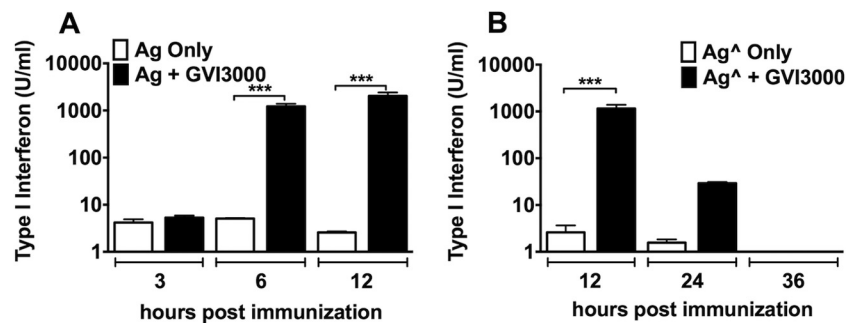 A
Ag Only
Ag + GVI3000
Type I Interferon (U/ml)
10000
1000
100
10
1
***
***
3 6 12
hours post immunization
B
Ag^ Only
Ag^ + GVI3000
Type I Interferon (U/ml)
10000
1000
100
10
1
***
12 24 36
hours post immunization